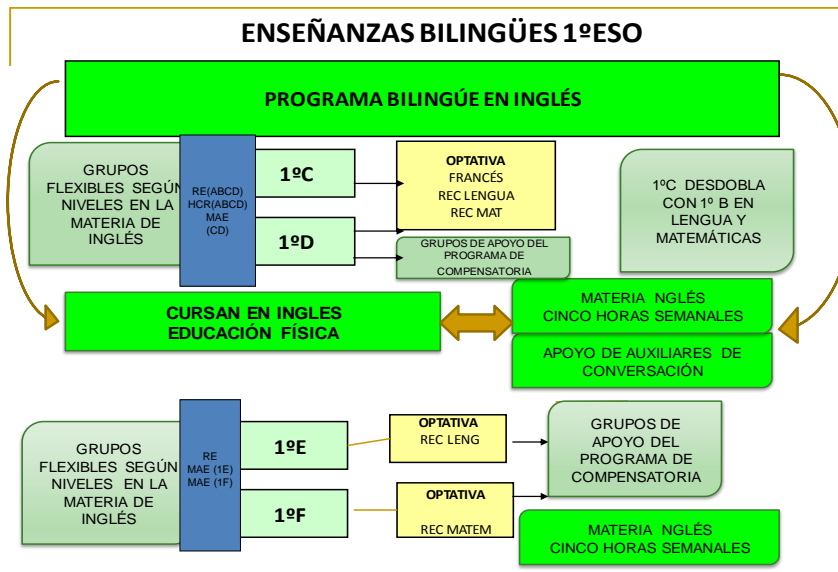 ENSEÑANZAS BILINGÜES 1ºESO
PROGRAMA BILINGÚE EN INGLÉS
GRUPOS
FLEXIBLES SEGÚN
NIVELES EN LA
MATERIA DE
INGLÉS
RE(ABCD)
HCR(ABCD)
MAE
(CD)
1ºC
1ºD
OPTATIVA
FRANCÉS
REC LENGUA
REC MAT
GRUPOS DE APOYO DEL
PROGRAMA DE
COMPENSATORIA
1ºC DESDOBLA
CON 1º B EN
LENGUA Y
MATEMÁTICAS
CURSAN EN INGLES
EDUCACIÓN FÍSICA
MATERIA NGLÉS
CINCO HORAS SEMANALES
APOYO DE AUXILIARES DE
CONVERSACIÓN
GRUPOS
FLEXIBLES SEGÚN
NIVELES EN LA
MATERIA DE
INGLÉS
RE
MAE (1E)
MAE (1F)
1ºE
1ºF
OPTATIVA
REC LENG
OPTATIVA
REC MATEM
GRUPOS DE
APOYO DEL
PROGRAMA DE
COMPENSATORIA
MATERIA NGLÉS
CINCO HORAS SEMANALES